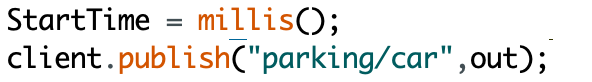 StartTime = millis();
client.publish("parking/car",out);